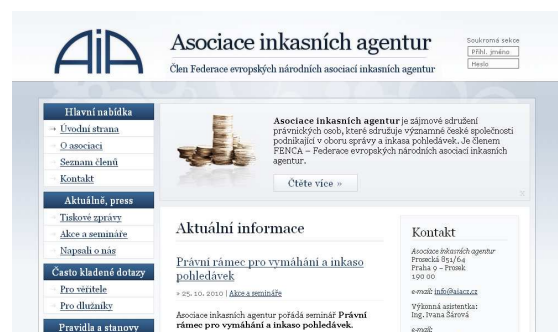 AiA
Asociace inkasních agentur
Člen Federace evropských národních asociací inkasních agentur
Soukromá sekce
Přihl. jméno
Heslo
Hlavní nabídka
Úvodní strana
O asociaci
Seznam členů
Kontakt
Aktuálně, press
Tiskové zprávy
Akce a semináře
Napsali o nás
Často kladené dotazy
Pro věřitele
Pro dlužníky
Pravidla a stanovy
Asociace inkasních agentur je zájmové sdružení
právnických osob, které sdružuje významné české společnosti
podnikající v oboru správy a inkasa pohledávek. Je členem
FENCA – Federace evropských národních asociací inkasních
agentur.
Čtěte více »
Aktuální informace
Právní rámec pro vymáhání a inkaso
pohledávek
» 25. 10. 2010 | Akce a semináře
Asociace inkasních agentur pořádá seminář Právní
rámec pro vymáhání a inkaso pohledávek.
Kontakt
Asociace inkasních agentur
Prosecká 851/64
Praha 9 – Prosek
190 00
e-mail: info@aiacz.cz
Výkonná asistentka:
Ing. Ivana Šárová
e-mail: